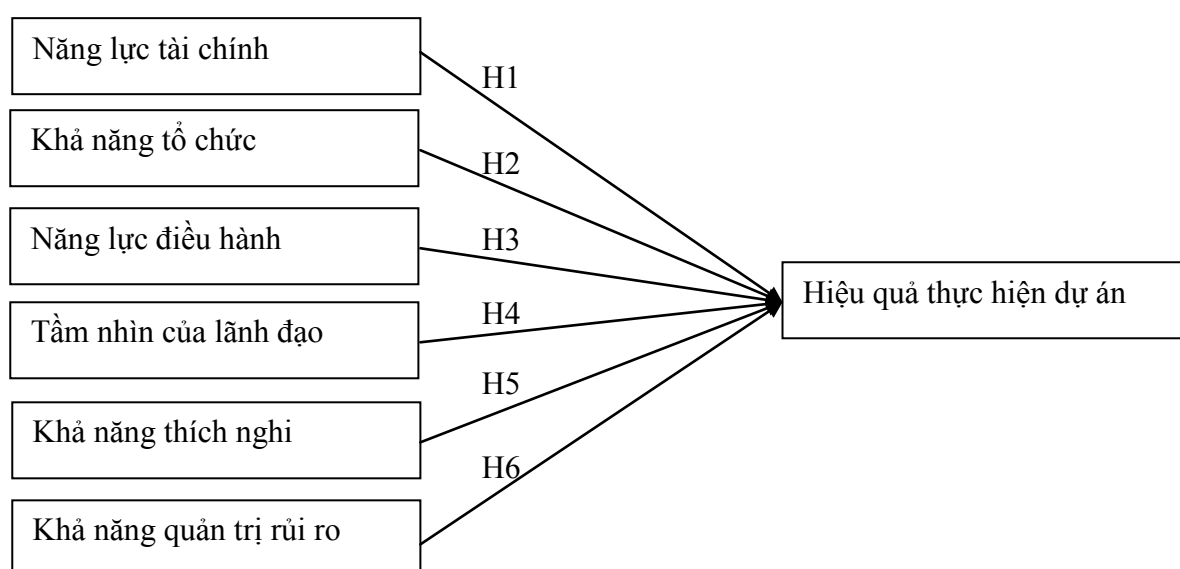 Năng lực tài chính
H1
Khả năng tổ chức
H2
Năng lực điều hành
H3
Hiệu quả thực hiện dự án
Tầm nhìn của lãnh đạo
H4
Khả năng thích nghi
H5
Khả năng quản trị rủi ro
H6